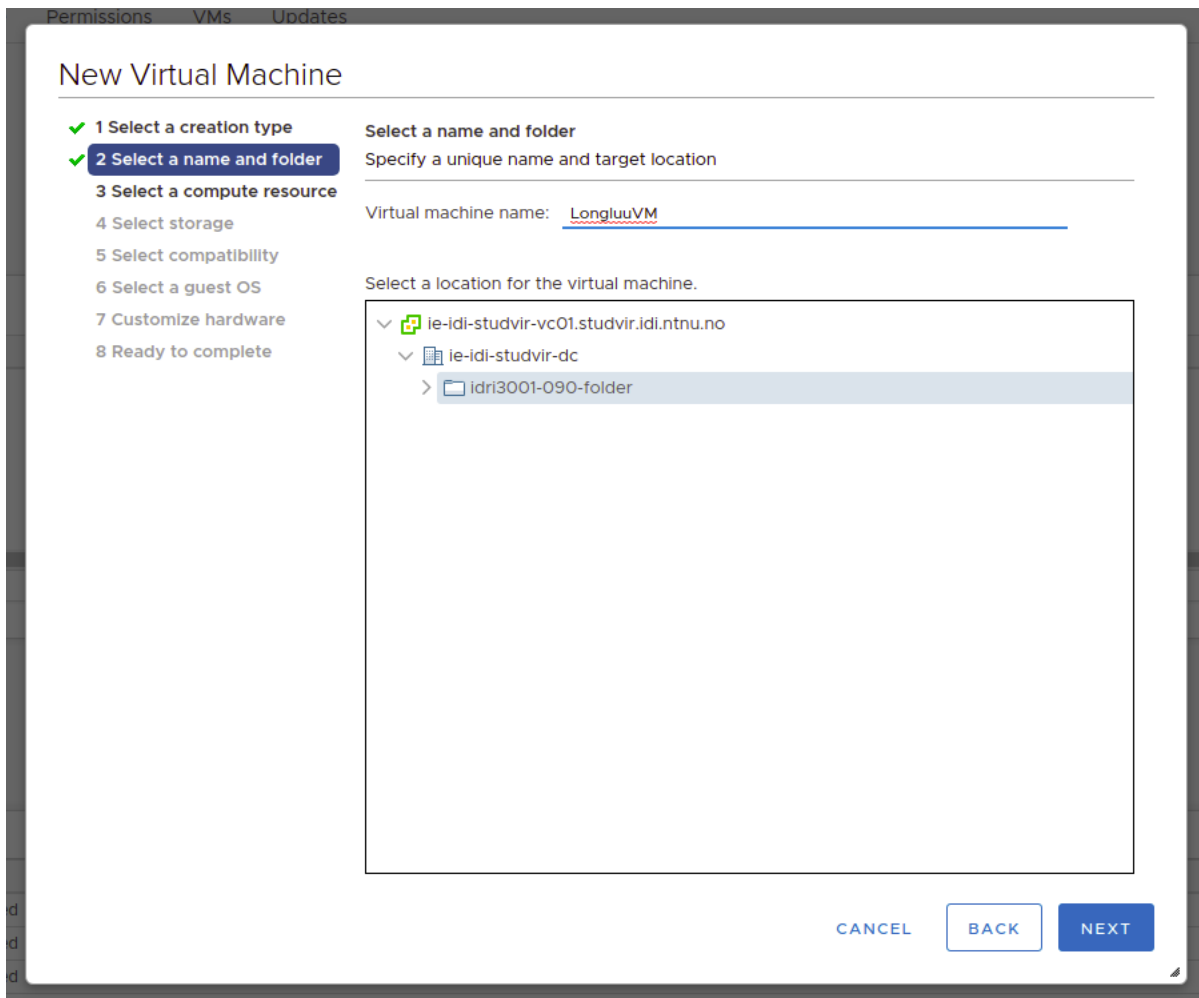 Permissions VMs Updates
New Virtual Machine
1 Select a creation type
2 Select a name and folder
3 Select a compute resource
4 Select storage
5 Select compatibility
6 Select a guest OS
7 Customize hardware
8 Ready to complete
Select a name and folder
Specify a unique name and target location
Virtual machine name: LongluuVM
Select a location for the virtual machine.
ie-idi-studvir-vc01.studvir.idi.ntnu.no
ie-idi-studvir-dc
idri3001-090-folder
CANCEL BACK NEXT